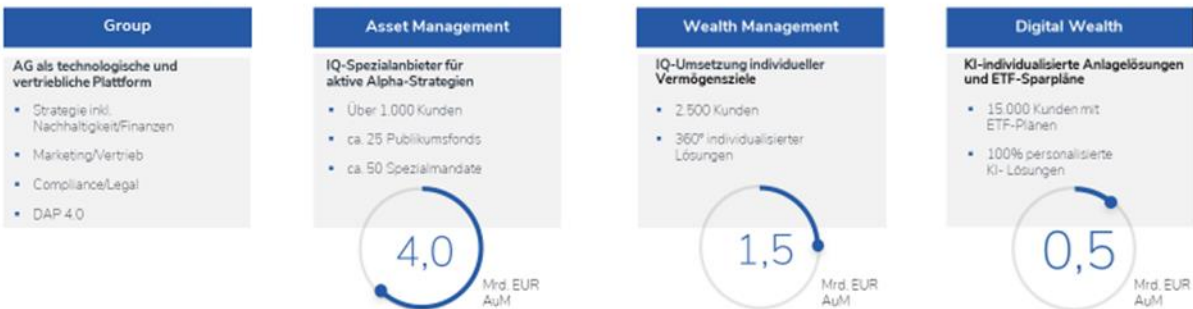 Group
AG als technologische und
vertriebliche Plattform
▪ Strategie inkl.
Nachhaltigkeit/Finanzen
▪ Marketing/Vertrieb
▪ Compliance/Legal
▪ DAP 4.0
Asset Management
IQ-Spezialanbieter für
aktive Alpha-Strategien
▪ Über 1.000 Kunden
▪ ca. 25 Publikumsfonds
▪ ca. 50 Spezialmandate
4,0
Mrd. EUR
AuM
Wealth Management
IQ-Umsetzung individueller
Vermögensziele
▪ 2.500 Kunden
▪ 360° individualisierter
Lösungen
1,5
Mrd. EUR
AuM
Digital Wealth
KI-individualisierte Anlagelösungen
und ETF-Sparpläne
▪ 15.000 Kunden mit
ETF-Plänen
▪ 100% personalisierte
KI- Lösungen
0,5
Mrd. EUR
AuM